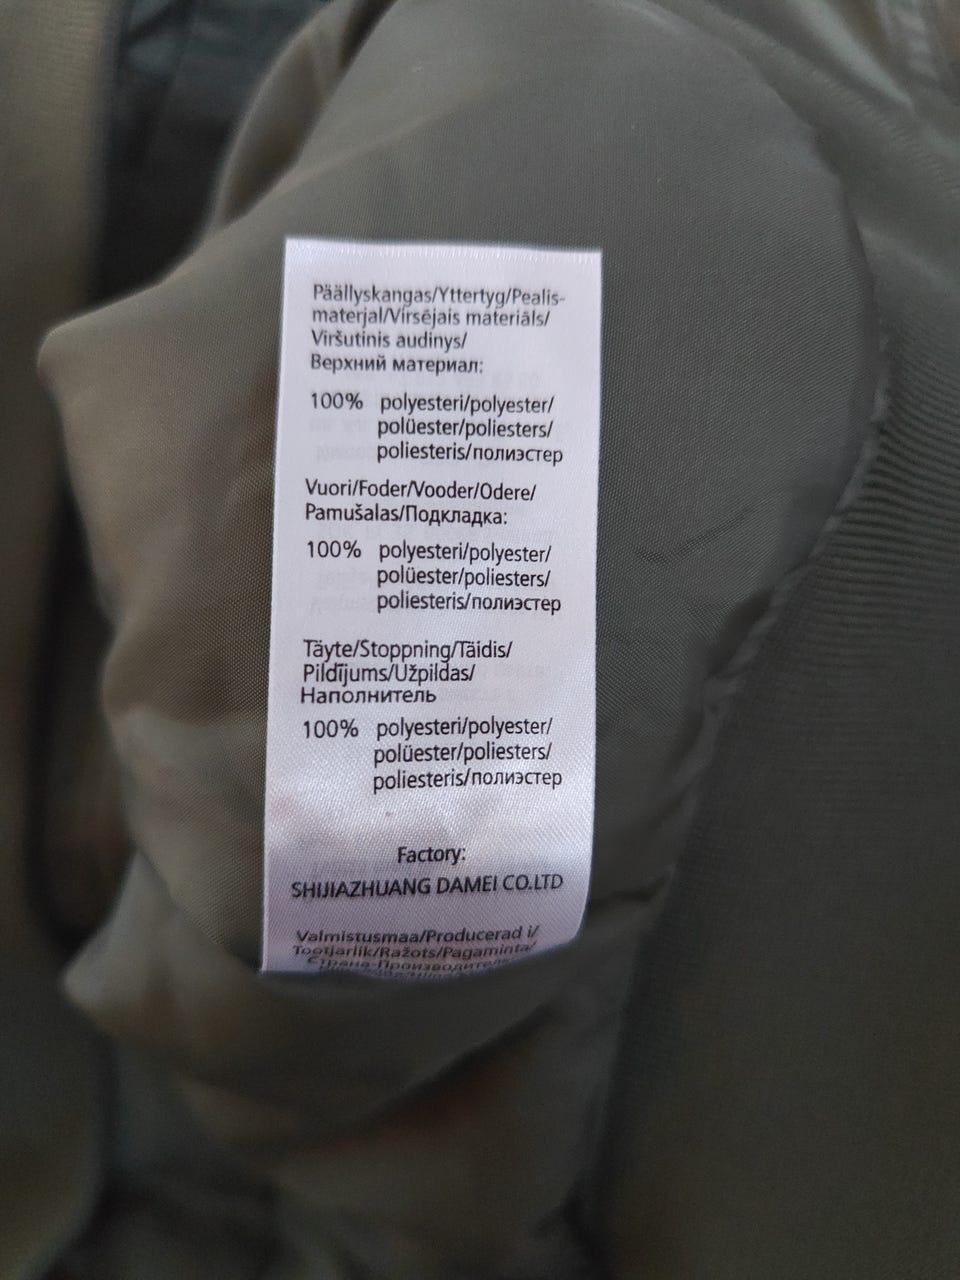 Päällyskangas/Yttertyg/Pealis-
materjal/Virsējais materiāls/
Viršutinis audinys/
Верхний материал:
100% polyesteri/polyester/
polüester/poliesters/
poliesteris/полиэстер
Vuori/Foder/Vooder/Odere/
Pamušalas/Подкладка:
100% polyesteri/polyester/
polüester/poliesters/
poliesteris/полиэстер
Täyte/Stoppning/Täidis/
Pildījums/Užpildas/
Наполнитель
100% polyesteri/polyester/
polüester/poliesters/
poliesteris/полиэстер
Factory:
SHIJIAZHUANG DAMEI CO.LTD
Valmistusmaa/Producerad i/
Tootjariik/Ražots/Pagaminta/
Страна-Производитель